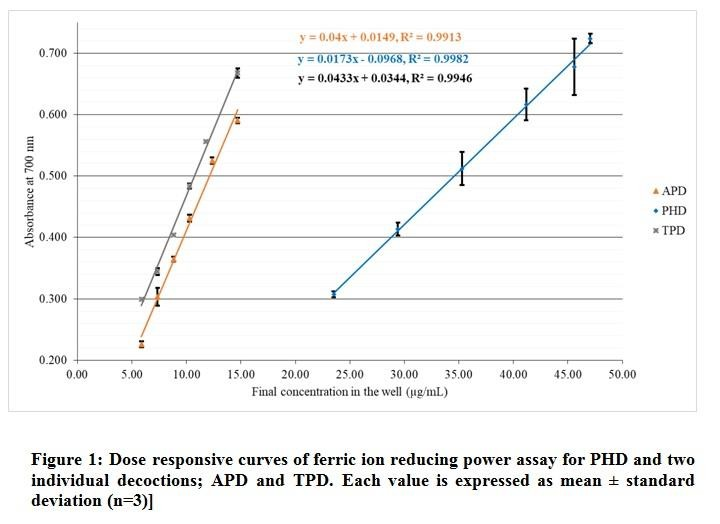 y = 0.04x + 0.0149, R² = 0.9913
y = 0.0173x - 0.0968, R² = 0.9982
y = 0.0433x + 0.0344, R² = 0.9946
0.700
0.600
0.500
0.400
0.300
0.200
Absorbance at 700 nm
APD
PHD
TPD
0.00 5.00 10.00 15.00 20.00 25.00 30.00 35.00 40.00 45.00 50.00
Final concentration in the well (µg/mL)
Figure 1: Dose responsive curves of ferric ion reducing power assay for PHD and two
individual decoctions; APD and TPD. Each value is expressed as mean ± standard
deviation (n=3)]